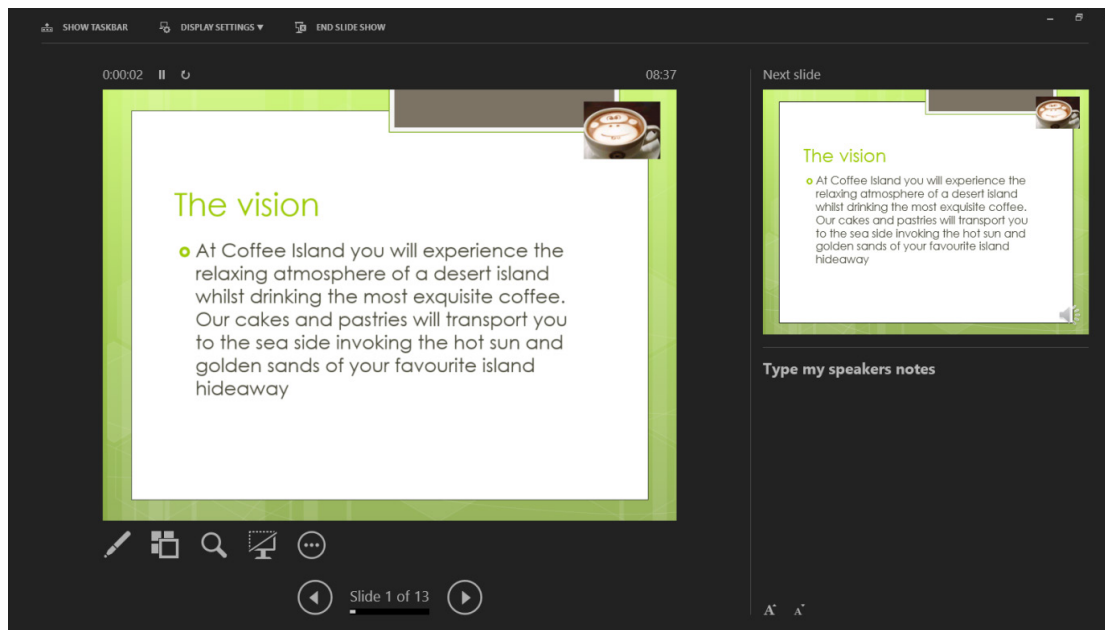 SHOW TASKBAR
DISPLAY SETTINGS ▼
END SLIDE SHOW
0:00:02
08:37
The vision
At Coffee Island you will experience the
relaxing atmosphere of a desert island
whilst drinking the most exquisite coffee.
Our cakes and pastries will transport you
to the sea side invoking the hot sun and
golden sands of your favourite island
hideaway
Slide 1 of 13
Next slide
The vision
At Coffee Island you will experience the
relaxing atmosphere of a desert island
whilst drinking the most exquisite coffee.
Our cakes and pastries will transport you
to the sea side invoking the hot sun and
golden sands of your favourite island
hideaway
Type my speakers notes
A A